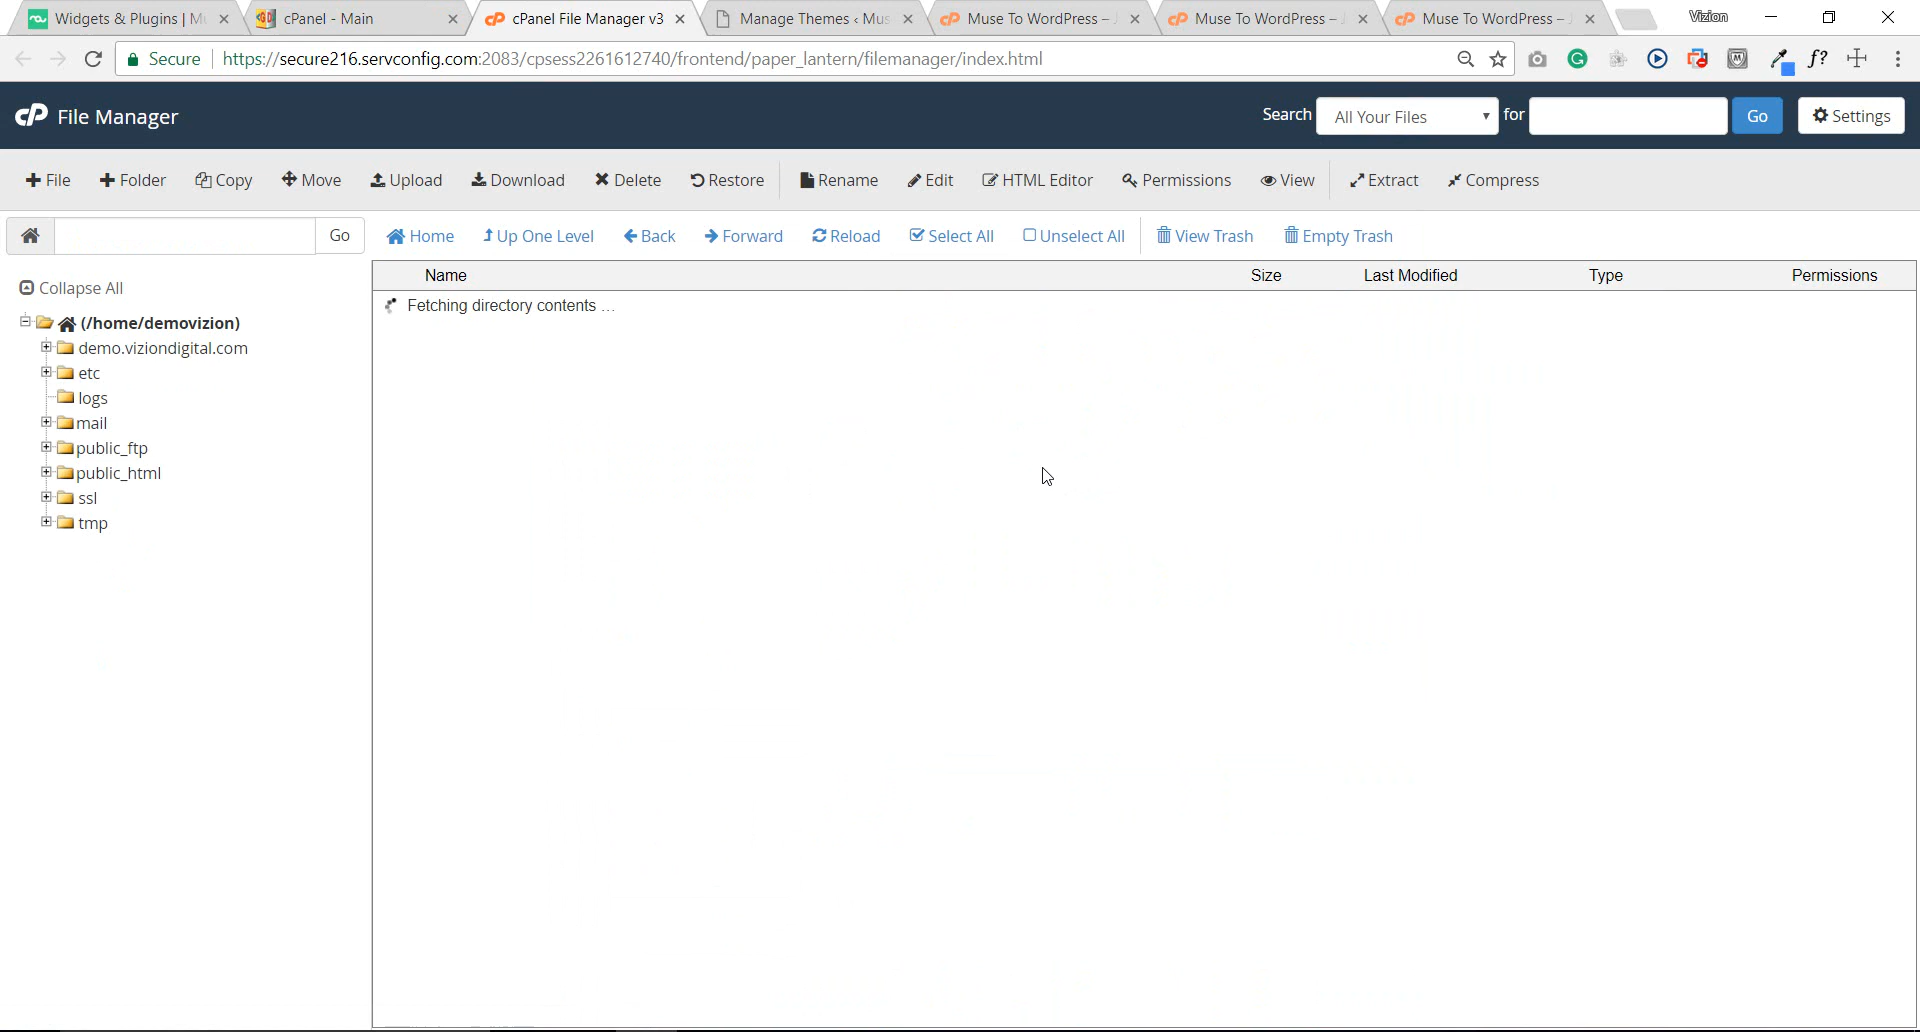 Widgets & Plugins | M
cPanel - Main
cPanel File Manager v3
Manage Themes ‹ Mus
Muse To WordPress –
Muse To WordPress –
Muse To WordPress –
Vizion
Secure
https://secure216.servconfig.com:2083/cpsess2261612740/frontend/paper_lantern/filemanager/index.html
f?
cP File Manager
Search
All Your Files
for
Go
Settings
File
Folder
Copy
Move
Upload
Download
Delete
Restore
Rename
Edit
HTML Editor
Permissions
View
Extract
Compress
Go
Home
Up One Level
Back
Forward
Reload
Select All
Unselect All
View Trash
Empty Trash
Collapse All
Name
Size
Last Modified
Type
Permissions
Fetching directory contents ...
(/home/demovizion)
demo.viziondigital.com
etc
logs
mail
public_ftp
public_html
ssl
tmp